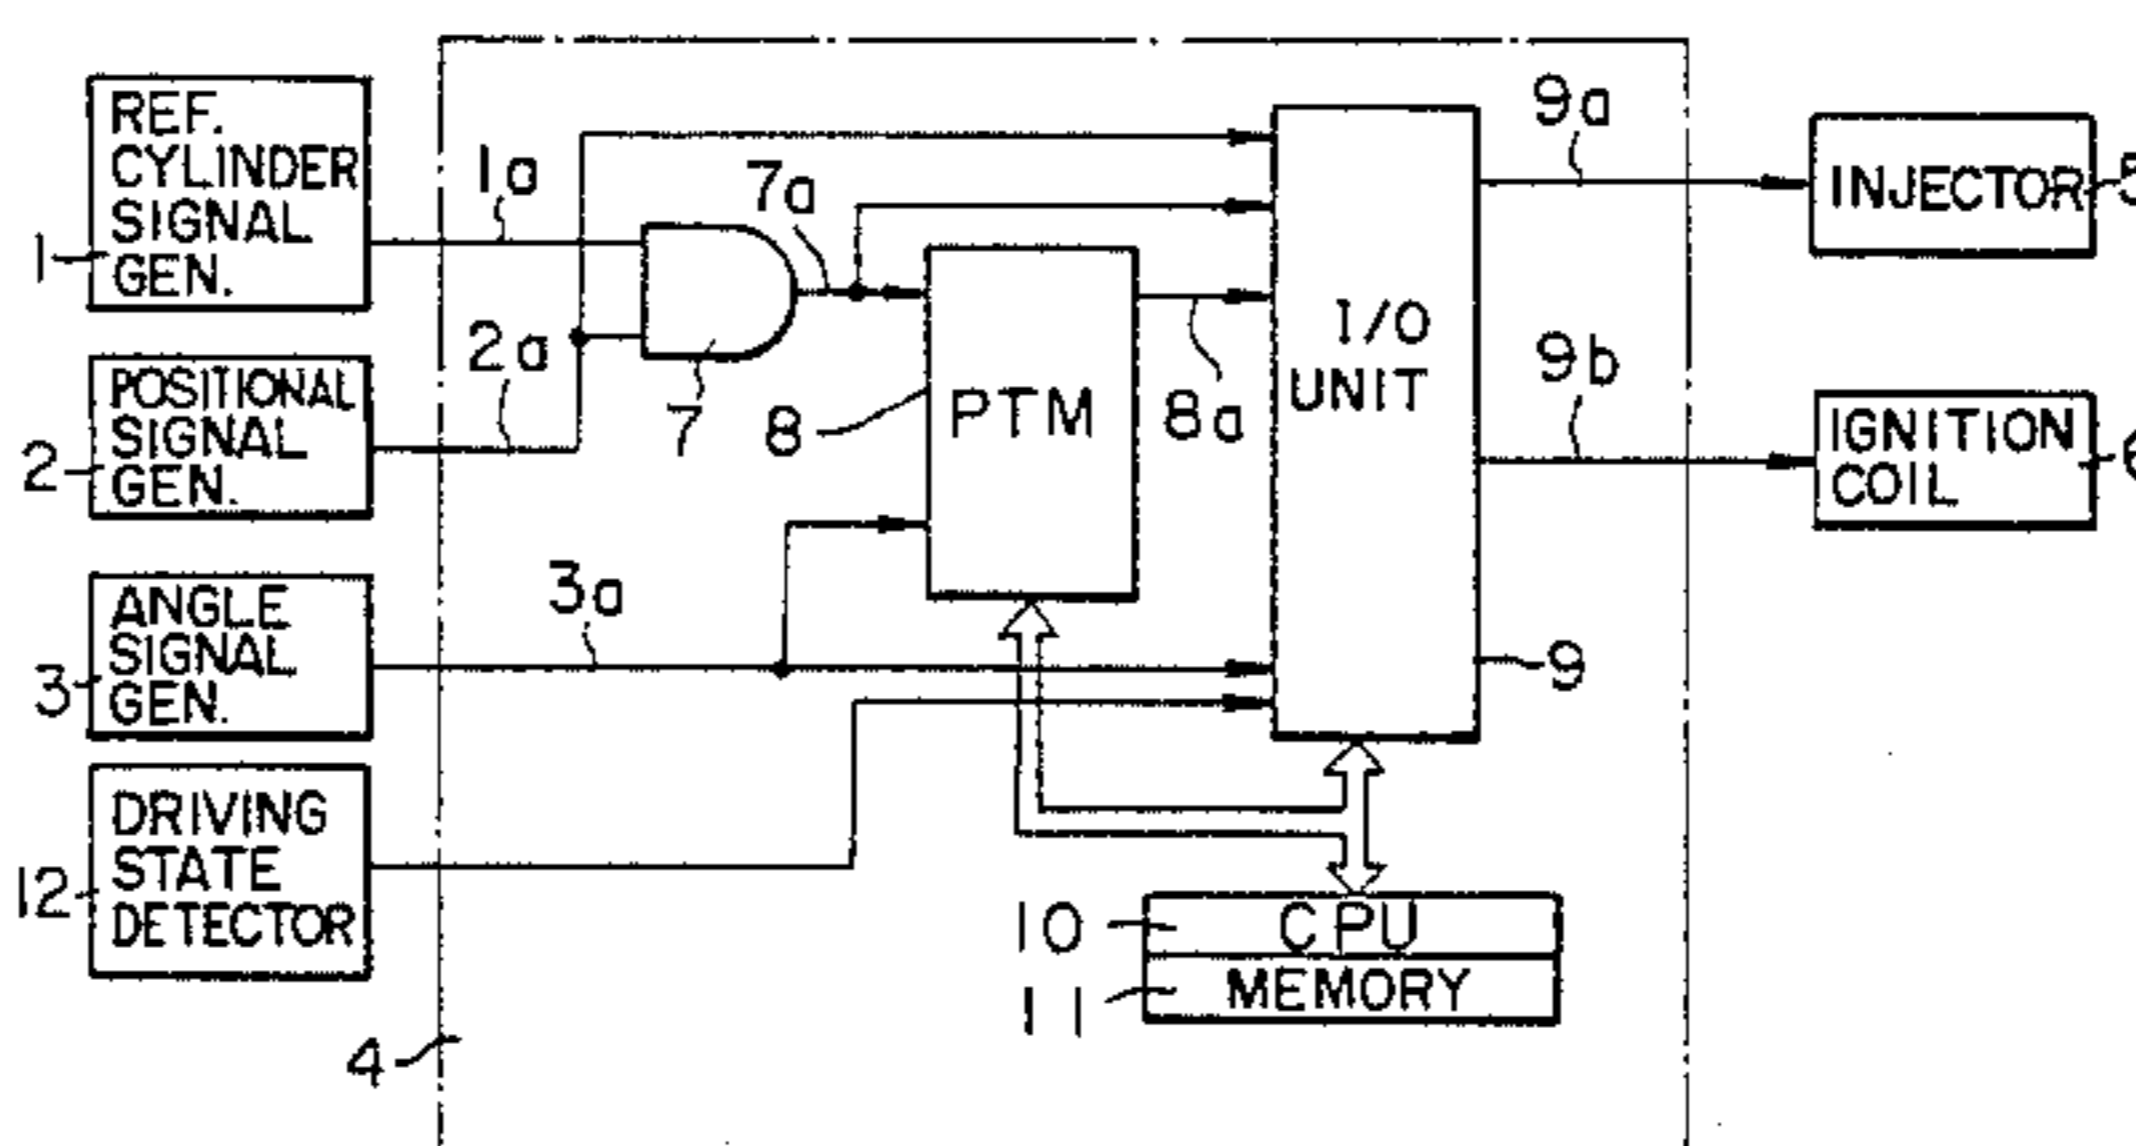 REF.
CYLINDER
SIGNAL
GEN.
1
1a
POSITIONAL
SIGNAL
GEN.
2
2a
ANGLE
SIGNAL
GEN.
3
3a
DRIVING
STATE
DETECTOR
12
4
7a
7
8
PTM
8a
I/O
UNIT
9
9a
9b
INJECTOR
5
IGNITION
COIL
6
10
CPU
11
MEMORY